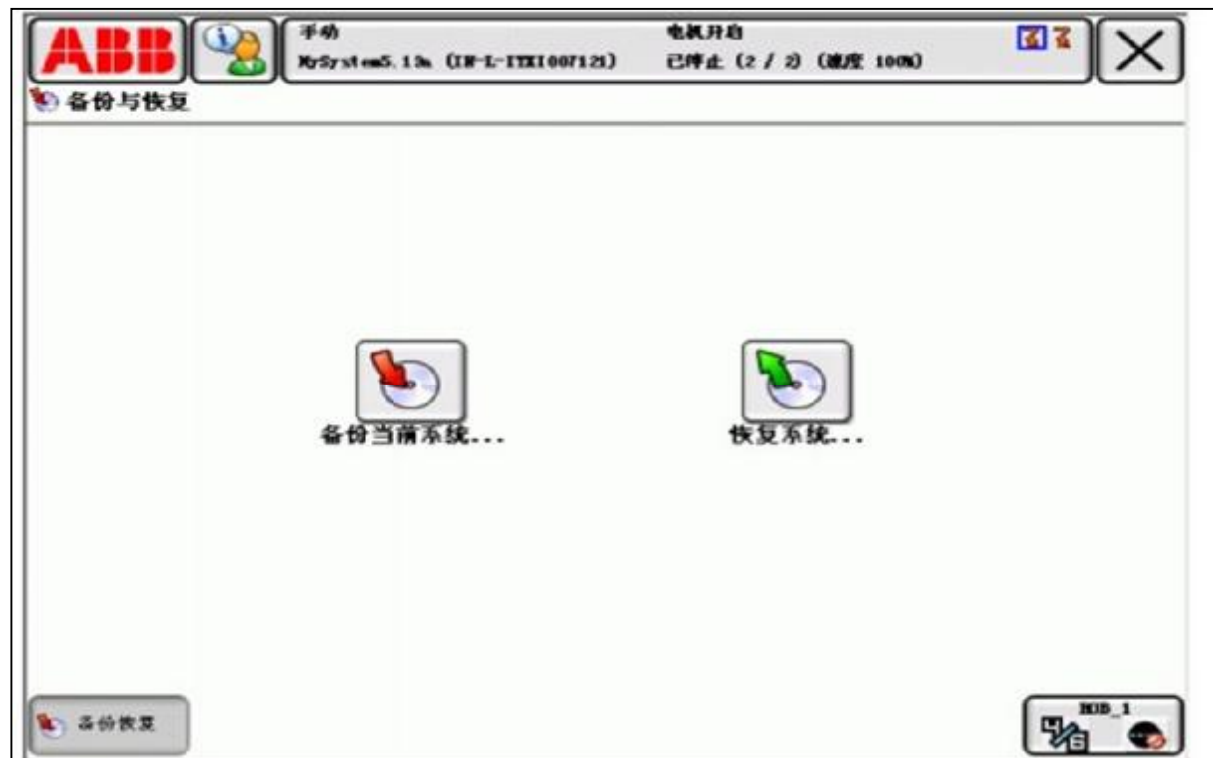 ABB
手动
电机开启
MySystem5.13m (IN-L-ITXI007121)
已停止 (2 / 2) (速度 100%)
备份与恢复
备份当前系统...
恢复系统...
备份恢复
ROB_1